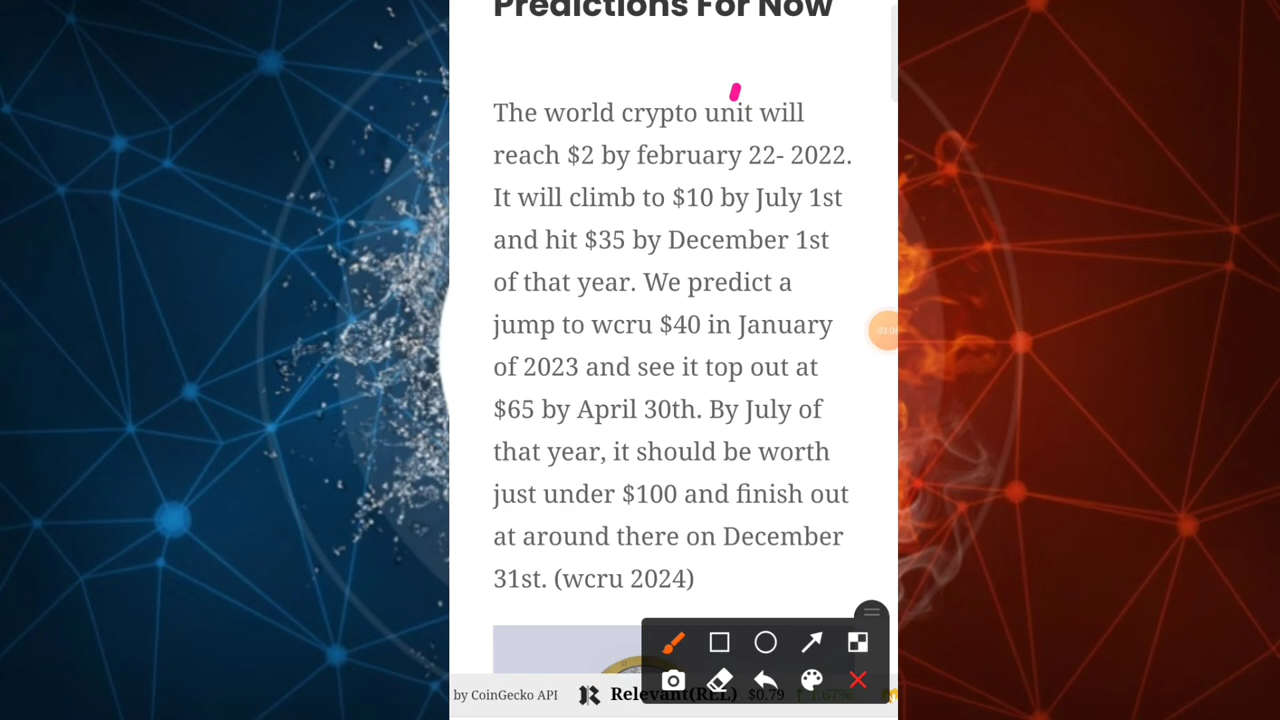 Predictions For Now
The world crypto unit will
reach $2 by february 22- 2022.
It will climb to $10 by July 1st
and hit $35 by December 1st
of that year. We predict a
jump to wcru $40 in January
of 2023 and see it top out at
$65 by April 30th. By July of
that year, it should be worth
just under $100 and finish out
at around there on December
31st. (wcru 2024)
03:0
by CoinGecko API Relevant(REL) $0.79 1.67%